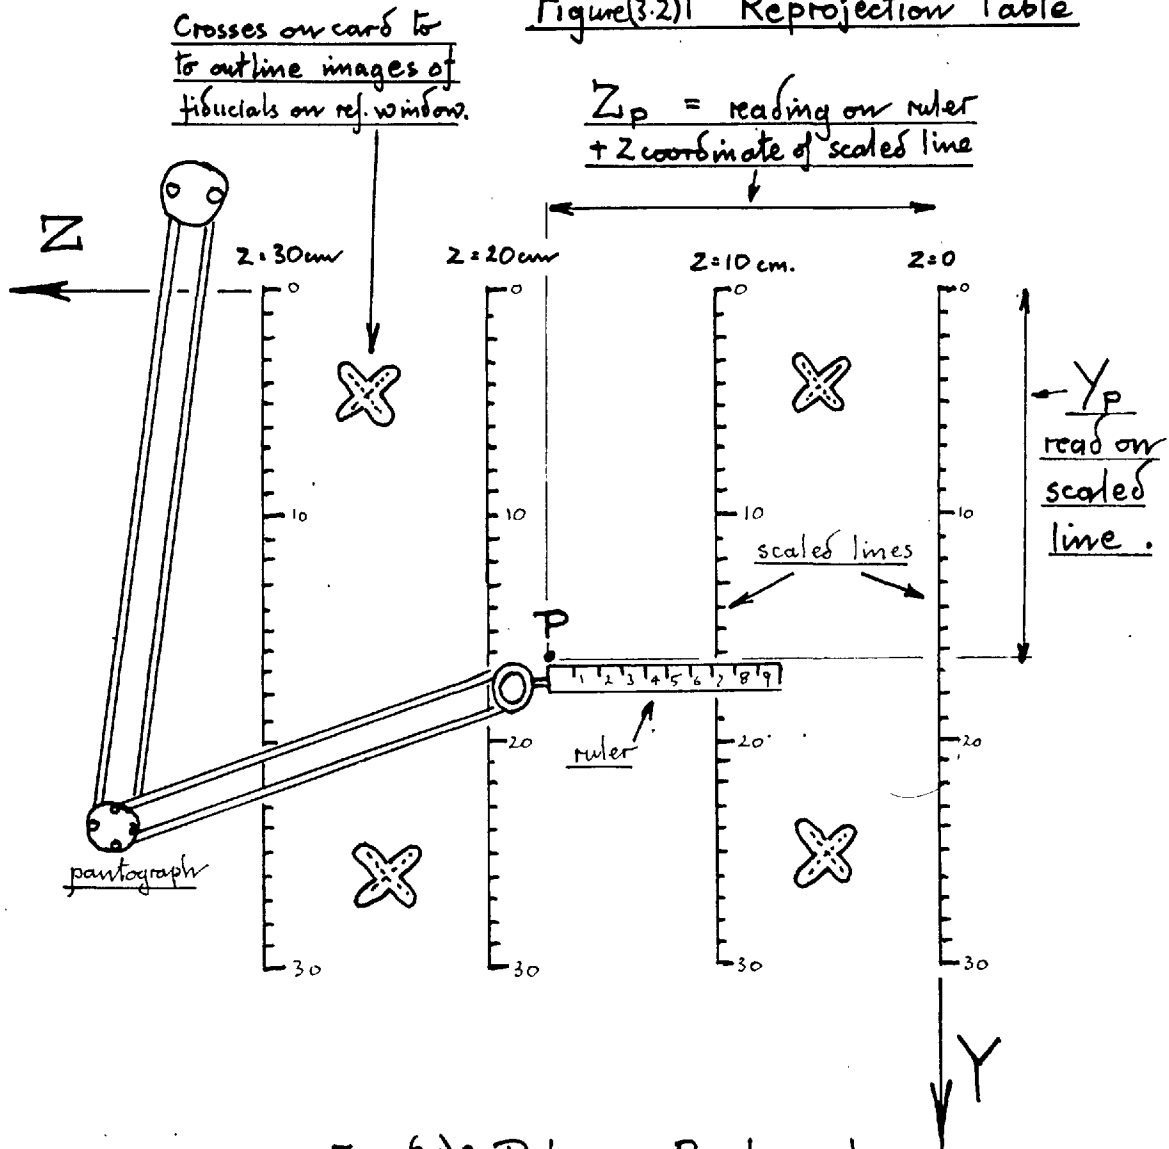 Figure(3.2)1 Reprojection Table
Crosses on card to
to outline images of
fiducials on ref. window.
Zp = reading on ruler
+ Z coordinate of scaled line
Z
z=30cm
z=20cm
z=10 cm.
z=0
0
0
0
0
Yp
read on
scaled
line.
10
10
10
10
scaled lines
P
1 2 3 4 5 6 7 8 9
20
20
20
ruler
pantograph
30
30
30
30
Y